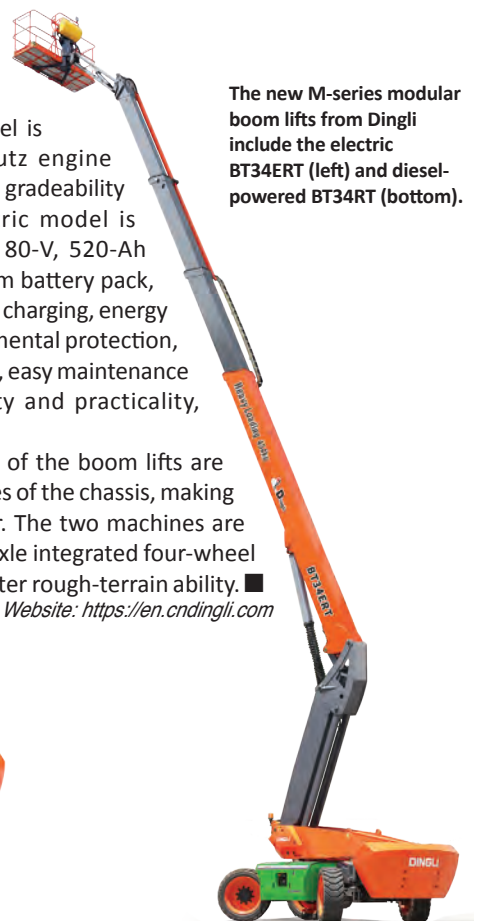 The new M-series modular
boom lifts from Dingli
include the electric
BT34ERT (left) and diesel-
powered BT34RT (bottom).
el is
utz engine
gradeability
ric model is
80-V, 520-Ah
m battery pack,
charging, energy
mental protection,
, easy maintenance
ty and practicality,
of the boom lifts are
es of the chassis, making
r. The two machines are
xle integrated four-wheel
ter rough-terrain ability. ■
Website: https://en.cndingli.com
HeavyLoading 454kg
Dingli
BT34ERT
DINGLI